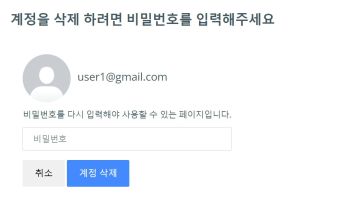 계정을 삭제 하려면 비밀번호를 입력해주세요
user1@gmail.com
비밀번호를 다시 입력해야 사용할 수 있는 페이지입니다.
비밀번호
취소
계정 삭제